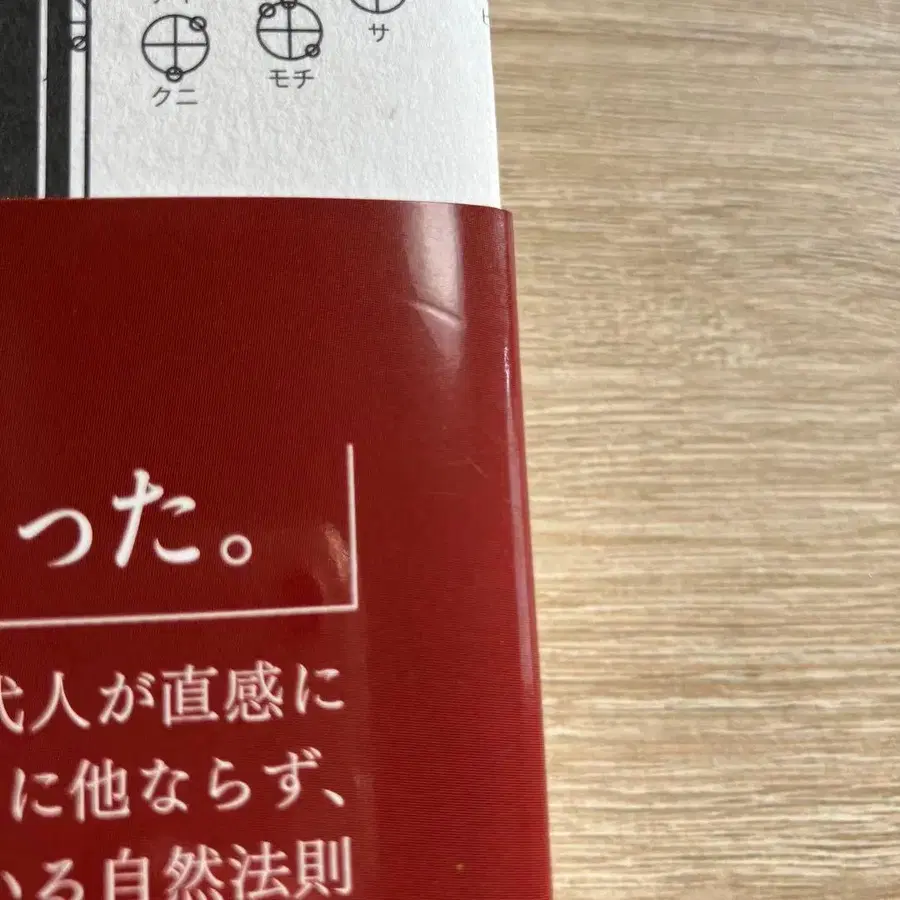 サ
クニ
モチ
った。
代人が直感に
に他ならず、
いる自然法則